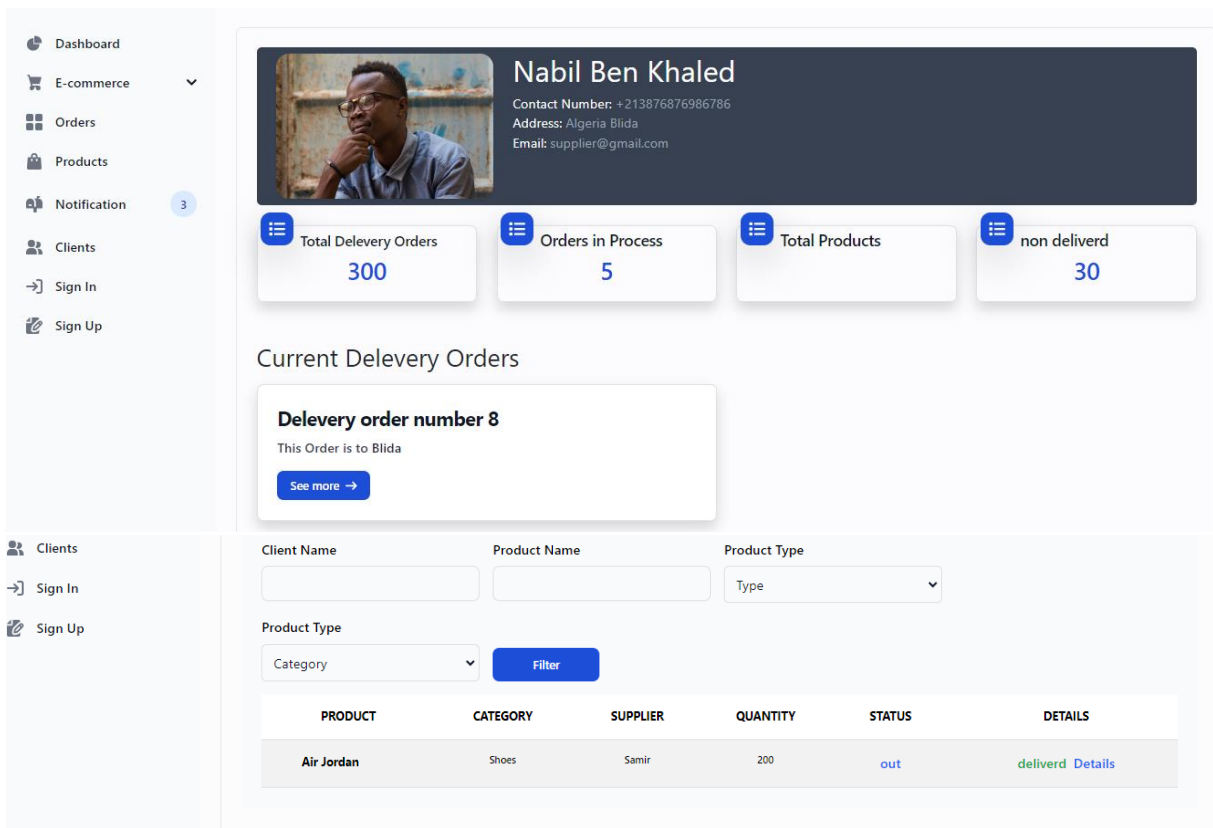 Dashboard
E-commerce
Orders
Products
Notification 3
Clients
Sign In
Sign Up
Nabil Ben Khaled
Contact Number: +213876876986786
Address: Algeria Blida
Email: supplier@gmail.com
Total Delevery Orders
300
Orders in Process
5
Total Products
non deliverd
30
Current Delevery Orders
Delevery order number 8
This Order is to Blida
See more →
Clients
Sign In
Sign Up
Client Name Product Name Product Type
Type
Product Type
Category Filter
PRODUCT CATEGORY SUPPLIER QUANTITY STATUS DETAILS
Air Jordan Shoes Samir 200 out deliverd Details